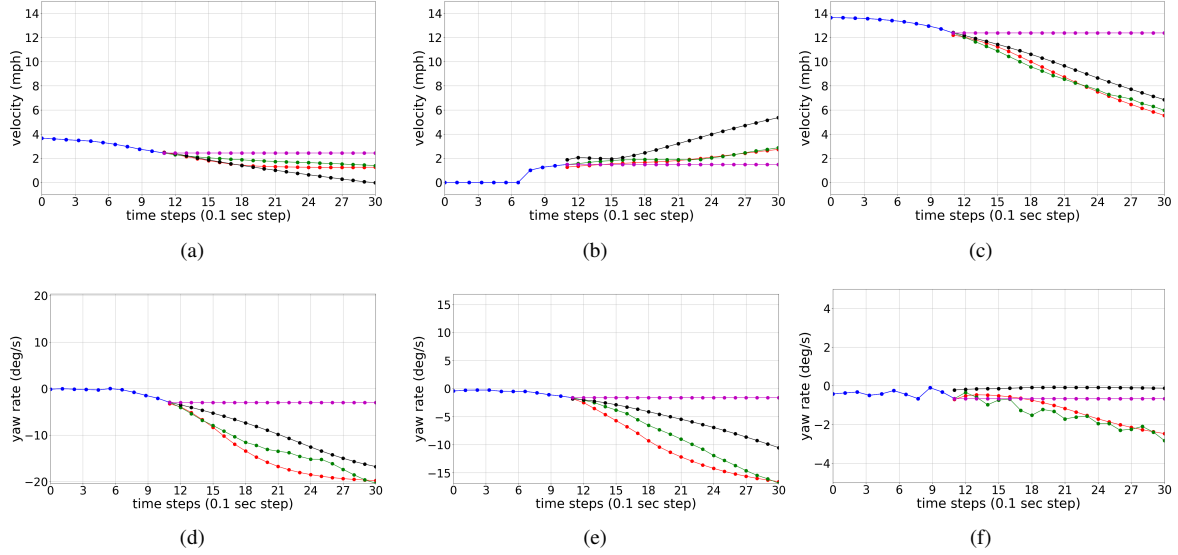 14
12
10
8
6
4
2
0
velocity (mph)
0 3 6 9 12 15 18 21 24 27 30
time steps (0.1 sec step)
(a)
14
12
10
8
6
4
2
0
velocity (mph)
0 3 6 9 12 15 18 21 24 27 30
time steps (0.1 sec step)
(b)
14
12
10
8
6
4
2
0
velocity (mph)
0 3 6 9 12 15 18 21 24 27 30
time steps (0.1 sec step)
(c)
20
10
0
−10
−20
yaw rate (deg/s)
0 3 6 9 12 15 18 21 24 27 30
time steps (0.1 sec step)
(d)
15
10
5
0
−5
−10
−15
yaw rate (deg/s)
0 3 6 9 12 15 18 21 24 27 30
time steps (0.1 sec step)
(e)
4
2
0
−2
−4
yaw rate (deg/s)
0 3 6 9 12 15 18 21 24 27 30
time steps (0.1 sec step)
(f)